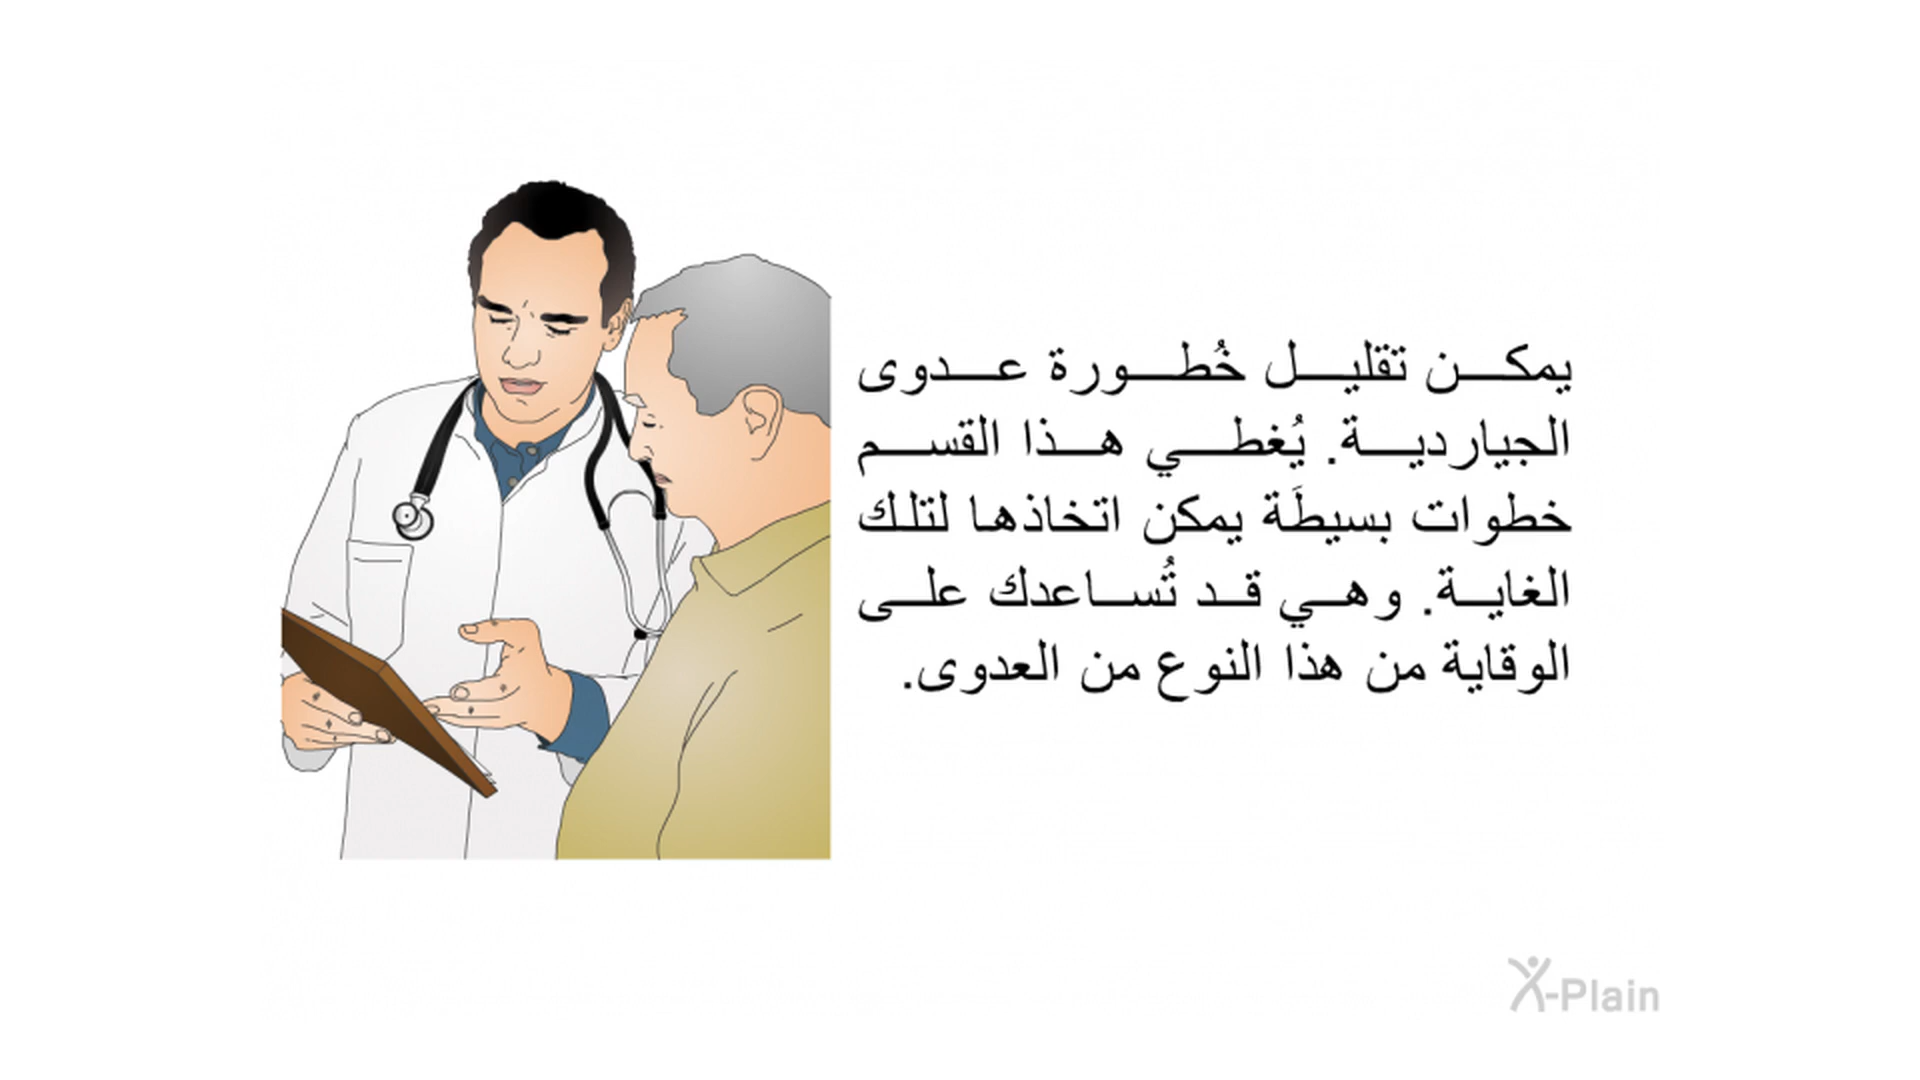 يمكن تقليل خُطورة عدوى
الجياردية. يُغطي هذا القسم
خطوات بسيطَة يمكن اتخاذها لتلك
الغاية. وهي قد تُساعدك على
الوقاية من هذا النوع من العدوى.
X-Plain